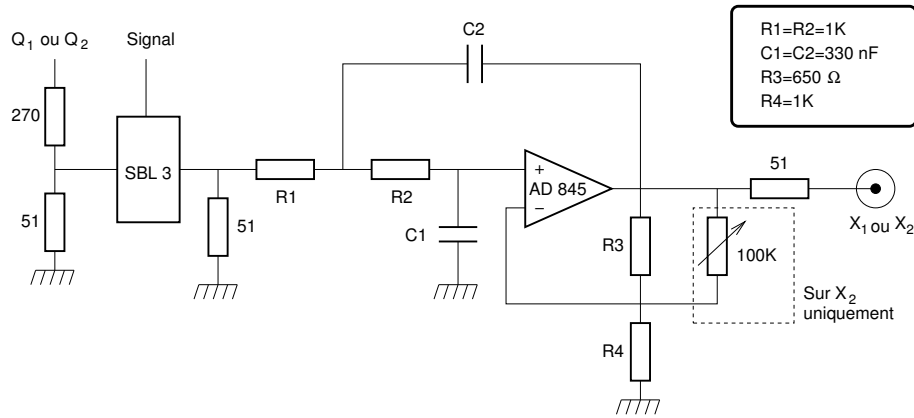 Q1 ou Q2
Signal
C2
R1=R2=1K
C1=C2=330 nF
R3=650 Ω
R4=1K
270
SBL 3
R1
R2
+
AD 845
−
51
X1 ou X2
51
51
C1
R3
100K
Sur X2
uniquement
R4